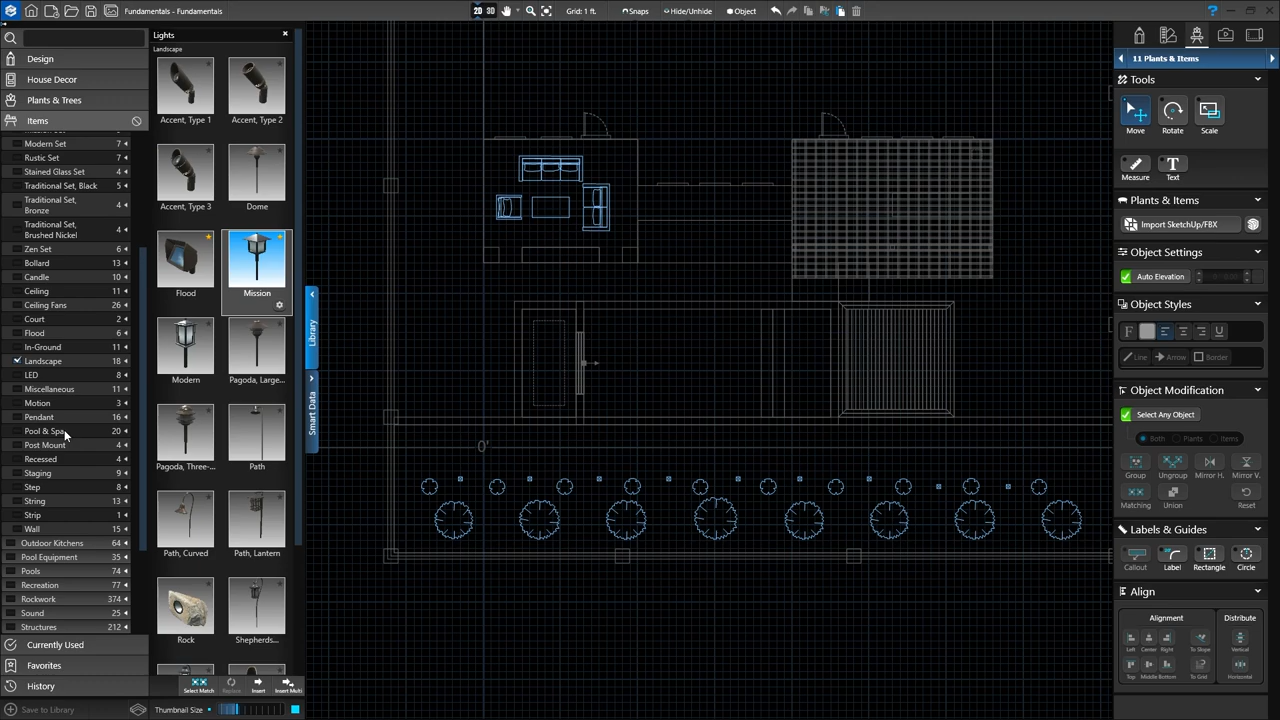 Fundamentals - Fundamentals
2D 3D
Grid: 1 ft.
Snaps
Hide/Unhide
Object
Design
House Decor
Plants & Trees
Items
Modern Set 7
Rustic Set 7
Stained Glass Set 4
Traditional Set, Black 5
Traditional Set,
Bronze 4
Traditional Set,
Brushed Nickel 4
Zen Set 6
Bollard 13
Candle 10
Ceiling 11
Ceiling Fans 26
Court 2
Flood 6
In-Ground 11
Landscape 18
LED 8
Miscellaneous 11
Motion 3
Pendant 16
Pool & Spa 20
Post Mount 4
Recessed 4
Staging 9
Step 8
String 13
Strip 1
Wall 15
Outdoor Kitchens 64
Pool Equipment 35
Pools 74
Recreation 77
Rockwork 374
Sound 25
Structures 212
Currently Used
Favorites
History
Save to Library
Lights
Landscape
Accent, Type 1
Accent, Type 2
Accent, Type 3
Dome
Flood
Mission
Modern
Pagoda, Large...
Pagoda, Three-...
Path
Path, Curved
Path, Lantern
Rock
Shepherds...
Select Match
Replace
Insert
Insert Multi
Thumbnail Size
Library
Smart Data
0'
11 Plants & Items
Tools
Move
Rotate
Scale
Measure
Text
Plants & Items
Import SketchUp/FBX
Object Settings
Auto Elevation
Object Styles
Line
Arrow
Border
Object Modification
Select Any Object
Both
Plants
Items
Group
Ungroup
Mirror H.
Mirror V.
Matching
Union
Reset
Labels & Guides
Callout
Label
Rectangle
Circle
Align
Alignment
Distribute
Left
Center
Right
To Slope
Vertical
Top
Middle
Bottom
To Grid
Horizontal